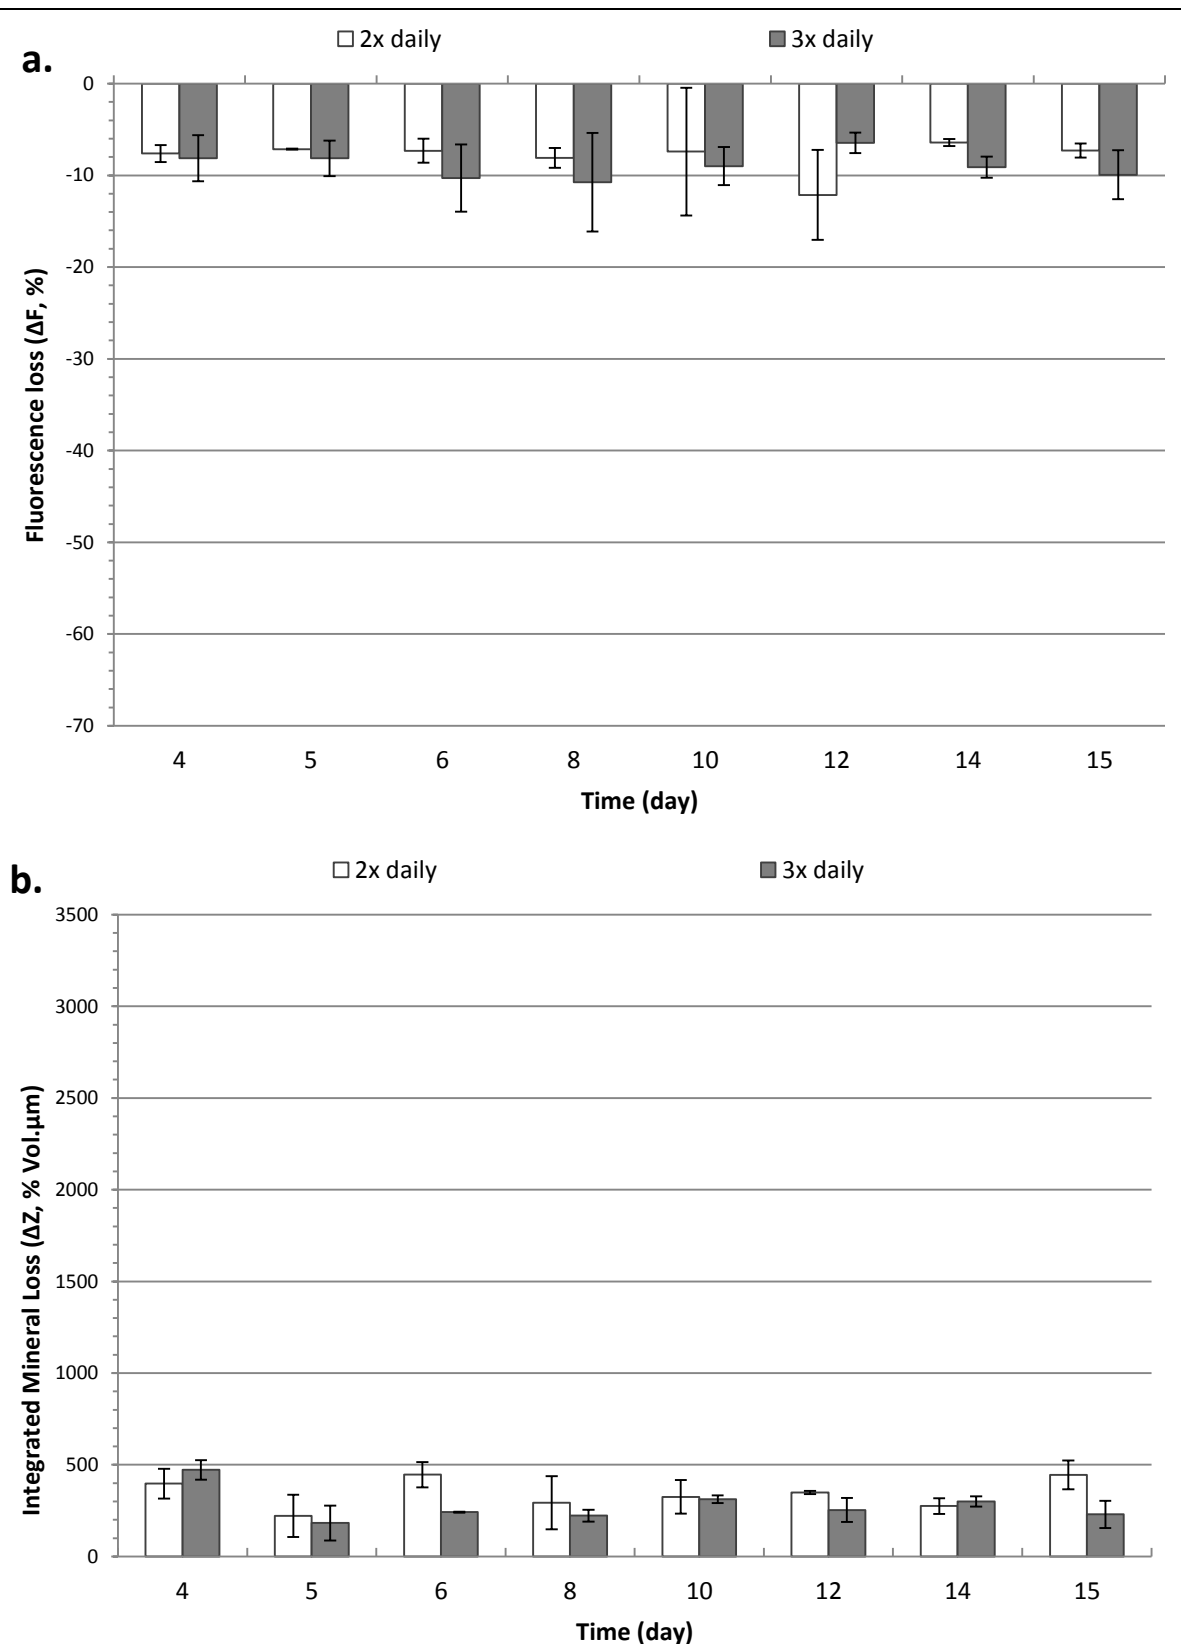 a.
2x daily 3x daily
0
-10
-20
-30
-40
-50
-60
-70
Fluorescence loss (ΔF, %)
4 5 6 8 10 12 14 15
Time (day)
b.
2x daily 3x daily
3500
3000
2500
2000
1500
1000
500
0
Integrated Mineral Loss (ΔZ, % Vol.µm)
4 5 6 8 10 12 14 15
Time (day)